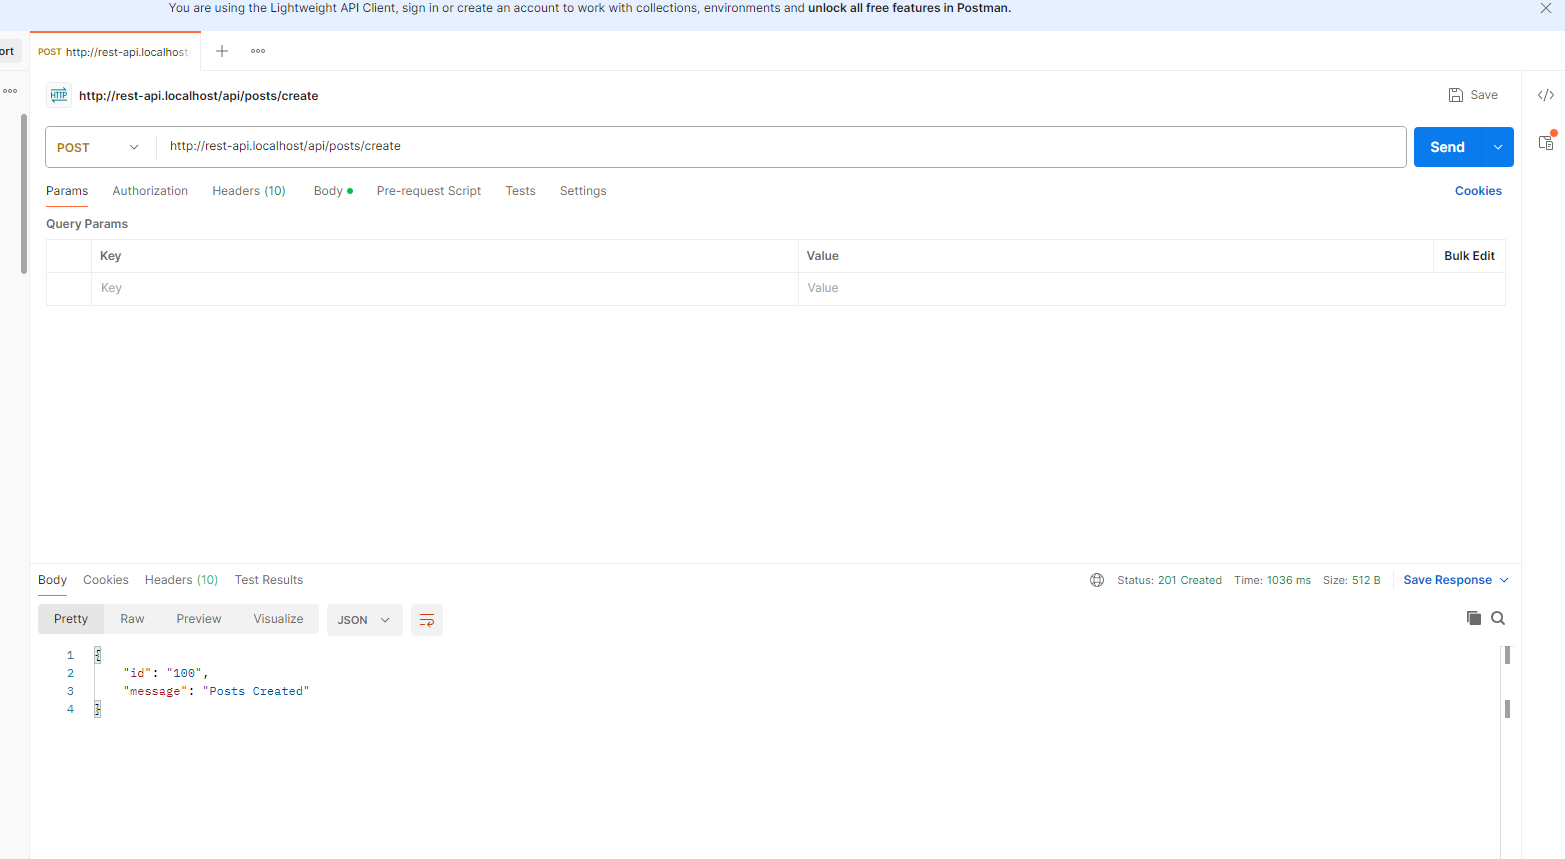 You are using the Lightweight API Client, sign in or create an account to work with collections, environments and unlock all free features in Postman.
ort
POST http://rest-api.localhost/
HTTP http://rest-api.localhost/api/posts/create
Save
POST http://rest-api.localhost/api/posts/create
Send
Params Authorization Headers (10) Body Pre-request Script Tests Settings
Cookies
Query Params
Key Value Bulk Edit
Key Value
Body Cookies Headers (10) Test Results
Status: 201 Created Time: 1036 ms Size: 512 B Save Response
Pretty Raw Preview Visualize JSON
1 {
2 "id": "100",
3 "message": "Posts Created"
4 }